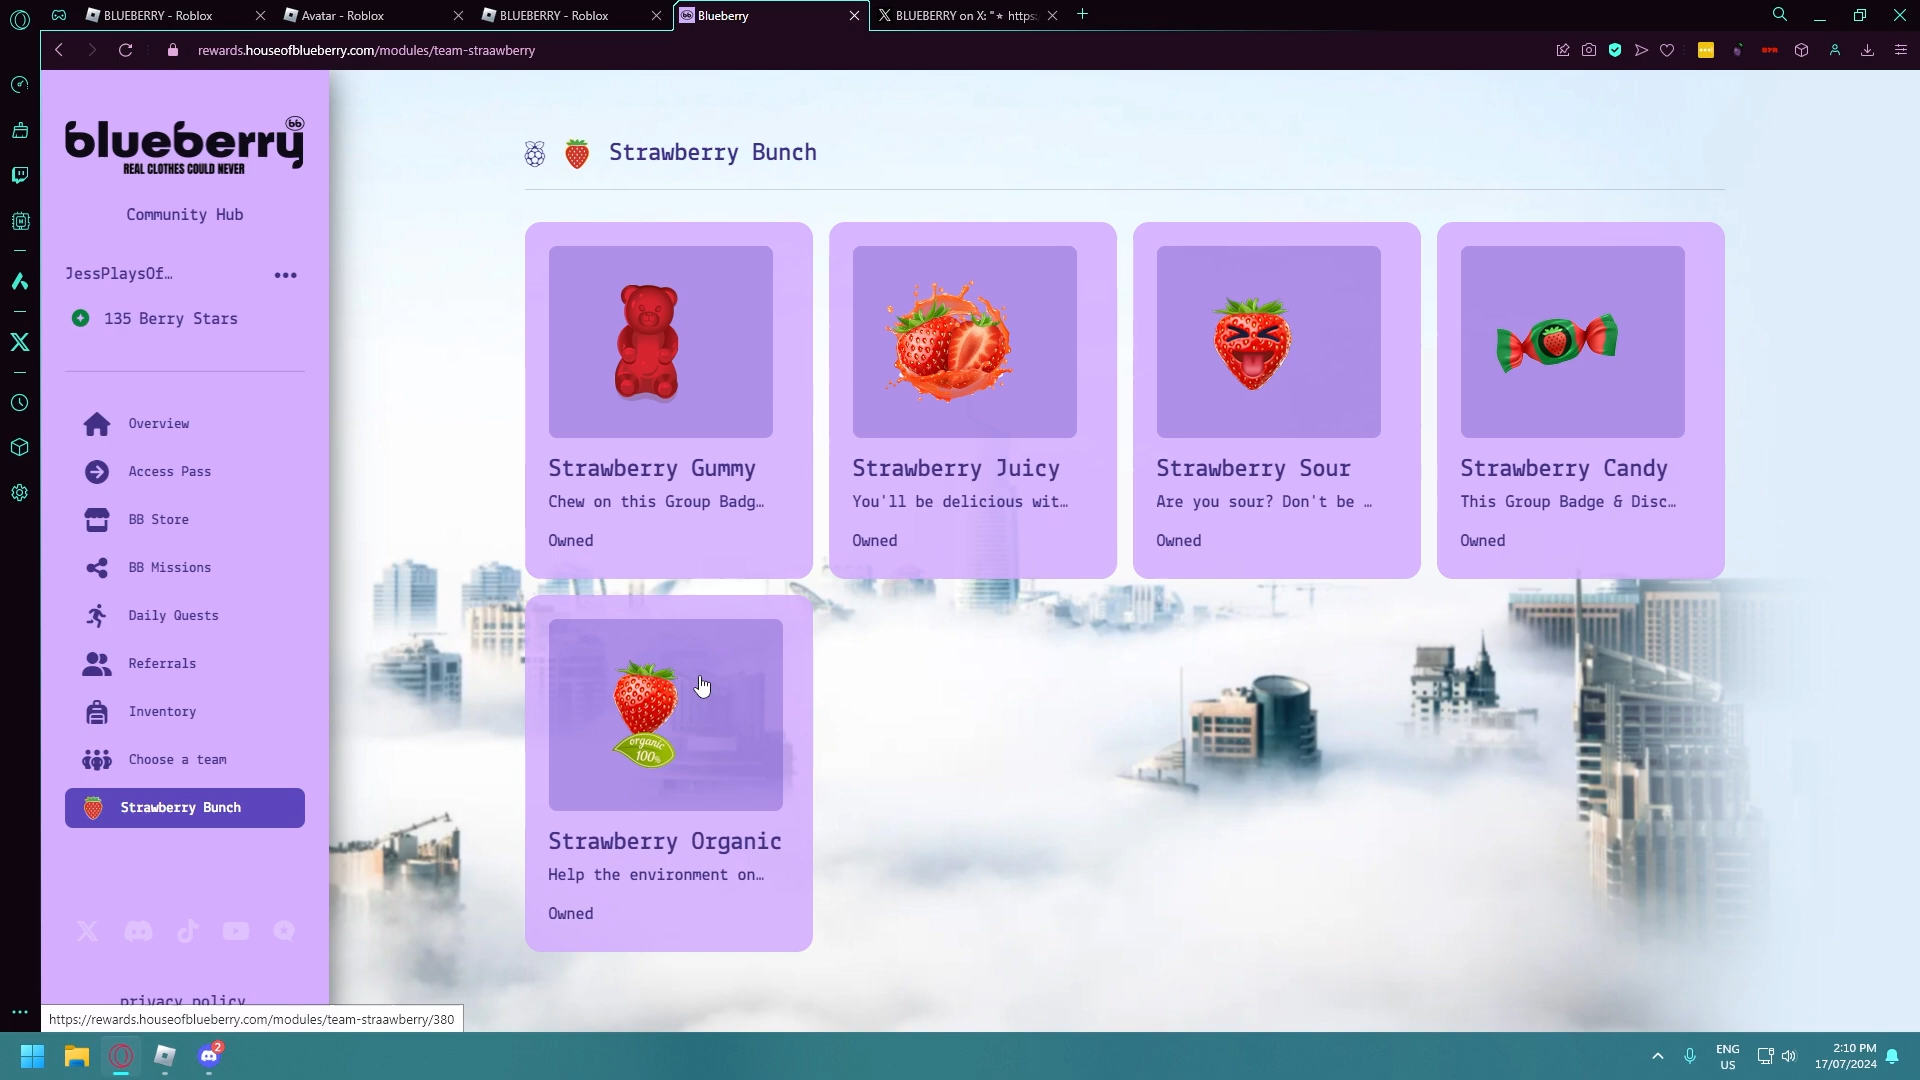 BLUEBERRY - Roblox
Avatar - Roblox
BLUEBERRY - Roblox
Blueberry
BLUEBERRY on X: "⭑ https:
rewards.houseofblueberry.com/modules/team-straawberry
blueberry
bb
REAL CLOTHES COULD NEVER
Community Hub
JessPlaysOf…
135 Berry Stars
Overview
Access Pass
BB Store
BB Missions
Daily Quests
Referrals
Inventory
Choose a team
Strawberry Bunch
privacy policy
https://rewards.houseofblueberry.com/modules/team-straawberry/380
Strawberry Bunch
Strawberry Gummy
Chew on this Group Badg…
Owned
Strawberry Juicy
You'll be delicious wit…
Owned
Strawberry Sour
Are you sour? Don't be …
Owned
Strawberry Candy
This Group Badge & Disc…
Owned
organic
100%
Strawberry Organic
Help the environment on…
Owned
2
ENG
US
2:10 PM
17/07/2024